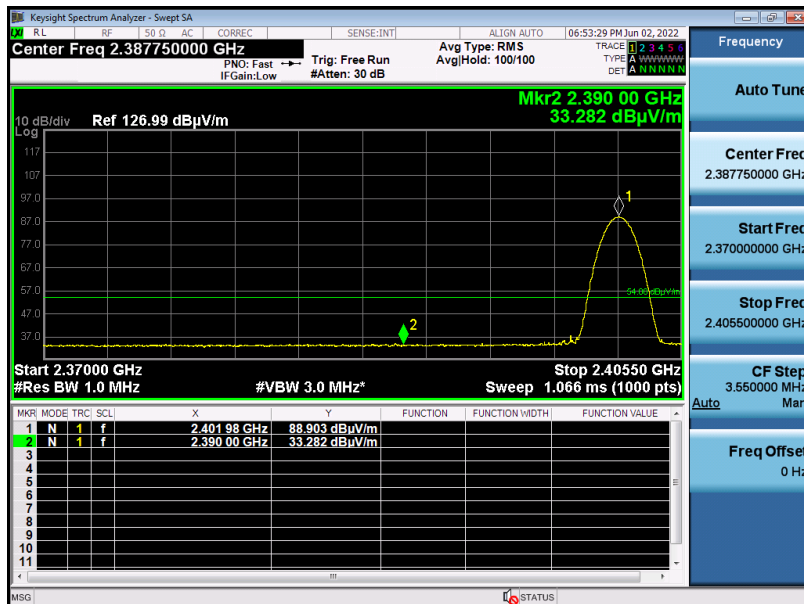 Keysight Spectrum Analyzer - Swept SA
LXI RL RF 50 Ω AC CORREC SENSE:INT ALIGN AUTO 06:53:29 PM Jun 02, 2022
Center Freq 2.387750000 GHz
PNO: Fast
IFGain:Low
Trig: Free Run
#Atten: 30 dB
Avg Type: RMS
Avg|Hold: 100/100
TRACE 1 2 3 4 5 6
TYPE A WWWWW
DET A N N N N N
Mkr2 2.390 00 GHz
33.282 dBµV/m
10 dB/div
Log
Ref 126.99 dBµV/m
117
107
97.0
87.0
77.0
67.0
57.0
47.0
37.0
1
2
54.00 dBµV/m
Start 2.37000 GHz Stop 2.40550 GHz
#Res BW 1.0 MHz #VBW 3.0 MHz* Sweep 1.066 ms (1000 pts)
MKR MODE TRC SCL X Y FUNCTION FUNCTION WIDTH FUNCTION VALUE
1 N 1 f 2.401 98 GHz 88.903 dBµV/m
2 N 1 f 2.390 00 GHz 33.282 dBµV/m
3
4
5
6
7
8
9
10
11
MSG STATUS
Frequency
Auto Tune
Center Freq
2.387750000 GHz
Start Freq
2.370000000 GHz
Stop Freq
2.405500000 GHz
CF Step
3.550000 MHz
Auto Man
Freq Offset
0 Hz